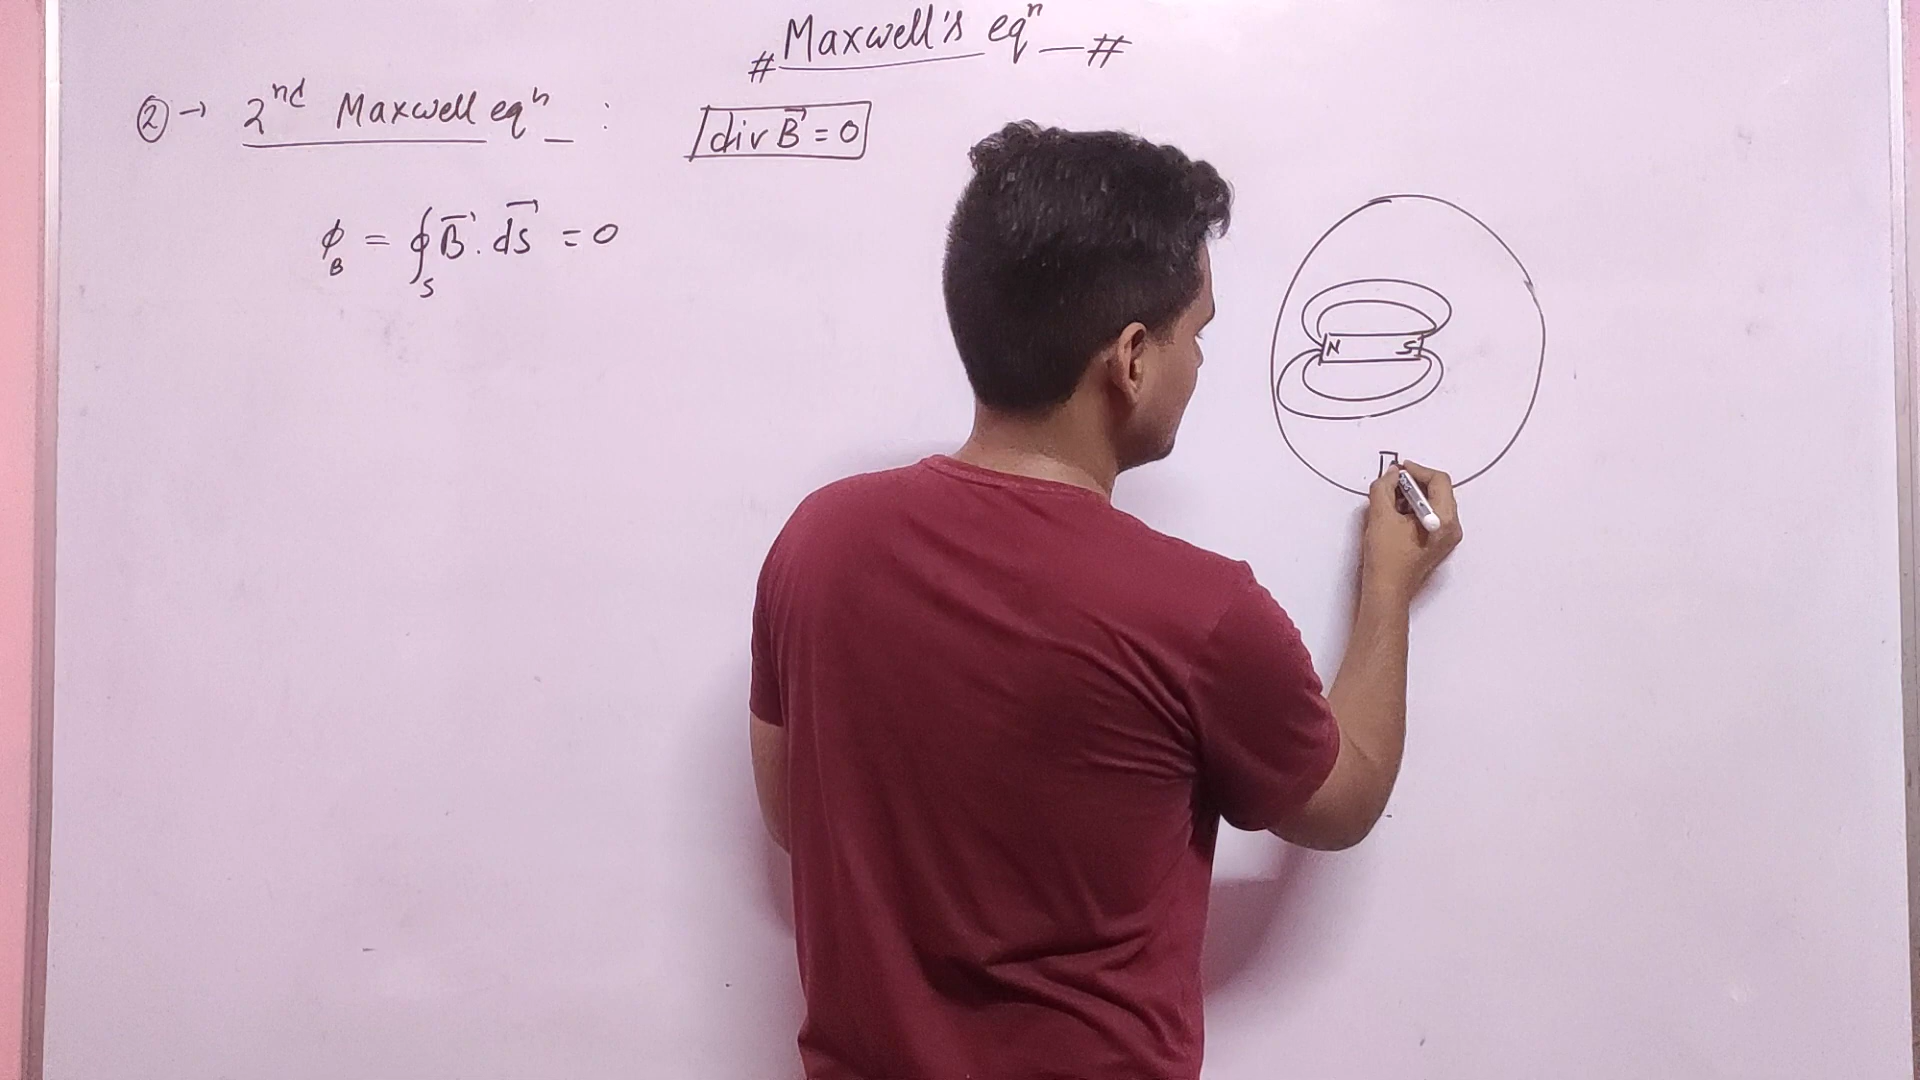 # Maxwell's eqⁿ — #
② → 2ⁿᵈ Maxwell eqⁿ — : div B⃗ = 0
ϕ_B = ∮_S B⃗ . ds⃗ = 0
N S